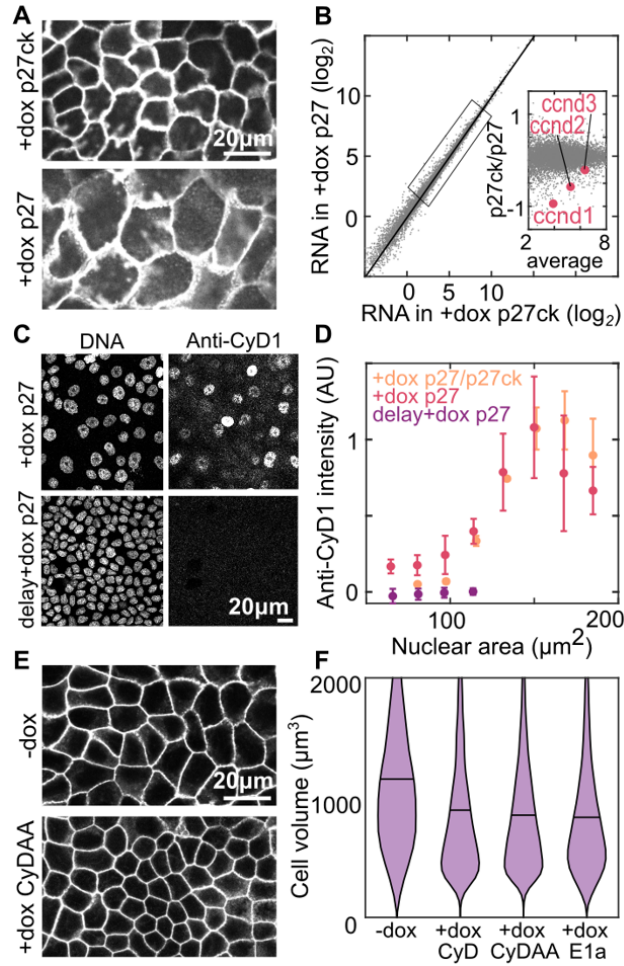 A
+dox p27ck
20μm
+dox p27
B
RNA in +dox p27 (log2)
10
5
0
0 5 10
RNA in +dox p27ck (log2)
ccnd3
ccnd2
ccnd1
p27ck/p27
1
-1
4 8
average
C
DNA Anti-CyD1
+dox p27
delay+dox p27
20μm
D
+dox p27/p27ck
+dox p27
delay+dox p27
Anti-CyD1 intensity (AU)
1
0
100 200
Nuclear area (μm2)
E
-dox
20μm
+dox CyDAA
F
Cell volume (μm3)
2000
1000
0
-dox +dox +dox +dox
CyD CyDAA E1a